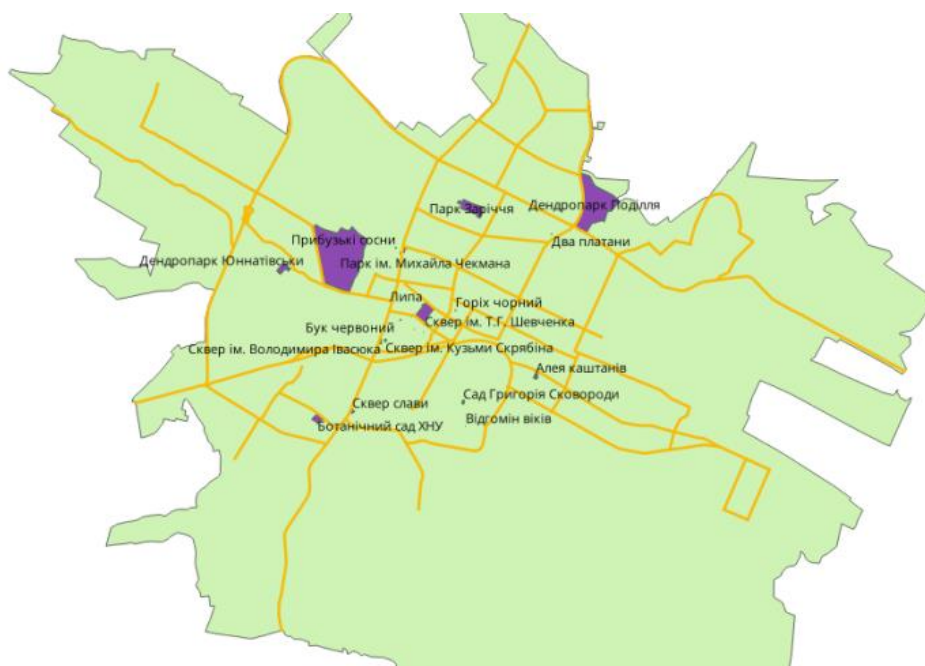 Парк Заріччя
Дендропарк Поділля
Прибузькі сосни
Два платани
Дендропарк Юннатівськи
Парк ім. Михайла Чекмана
Липа
Горіх чорний
Бук червоний
Сквер ім. Т.Г. Шевченка
Сквер ім. Володимира Івасюка
Сквер ім. Кузьми Скрябіна
Алея каштанів
Сквер слави
Сад Григорія Сковороди
Ботанічний сад ХНУ
Відгомін віків